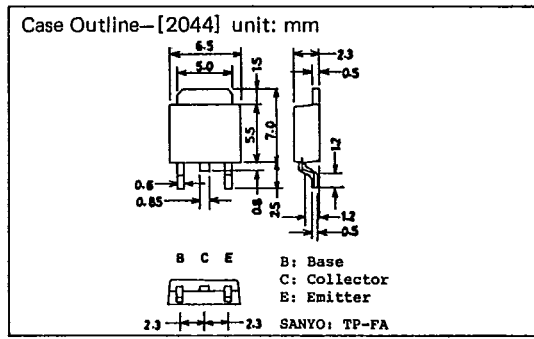 Case Outline–[2044] unit: mm
6.5
5.0
1.5
5.5
7.0
0.6
0.85
0.8
2.5
2.3
0.5
1.2
1.2
0.5
B C E
B: Base
C: Collector
E: Emitter
2.3
2.3
SANYO: TP-FA